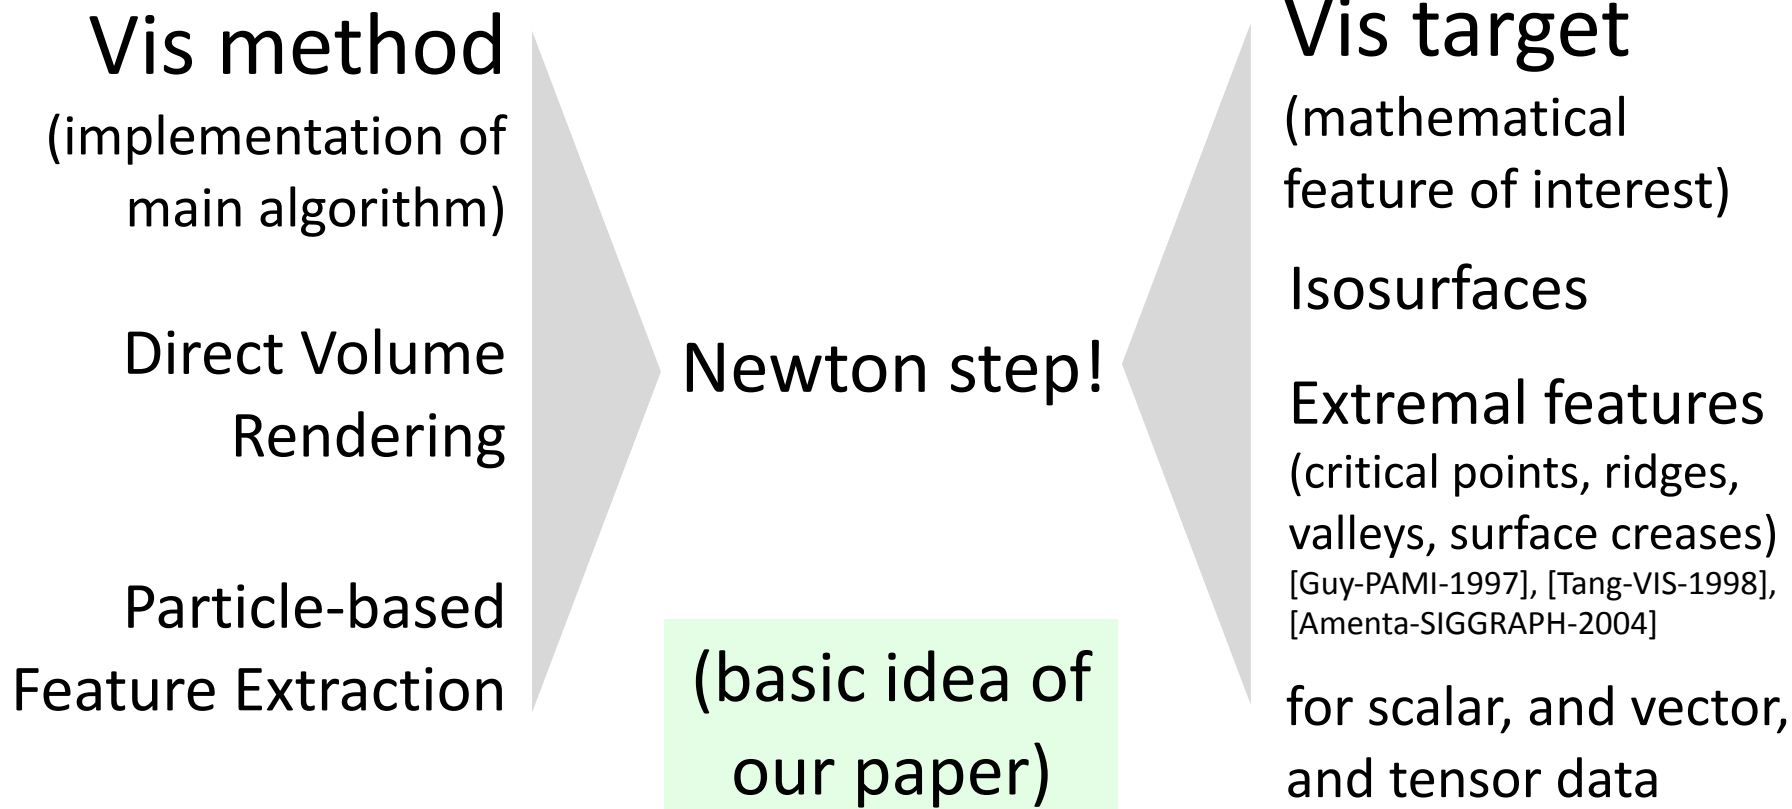 Vis method
(implementation of
main algorithm)
Direct Volume
Rendering
Particle-based
Feature Extraction
Newton step!
(basic idea of
our paper)
Vis target
(mathematical
feature of interest)
Isosurfaces
Extremal features
(critical points, ridges,
valleys, surface creases)
[Guy-PAMI-1997], [Tang-VIS-1998],
[Amenta-SIGGRAPH-2004]
for scalar, and vector,
and tensor data